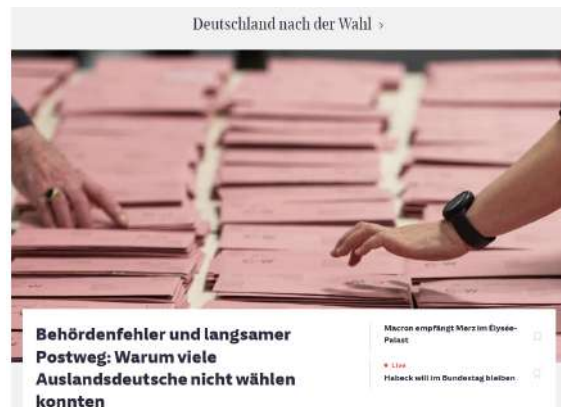 Deutschland nach der Wahl ›
Behördenfehler und langsamer
Postweg: Warum viele
Auslandsdeutsche nicht wählen
konnten
Macron empfängt Merz im Élysée-
Palast
• Live
Habeck will im Bundestag bleiben